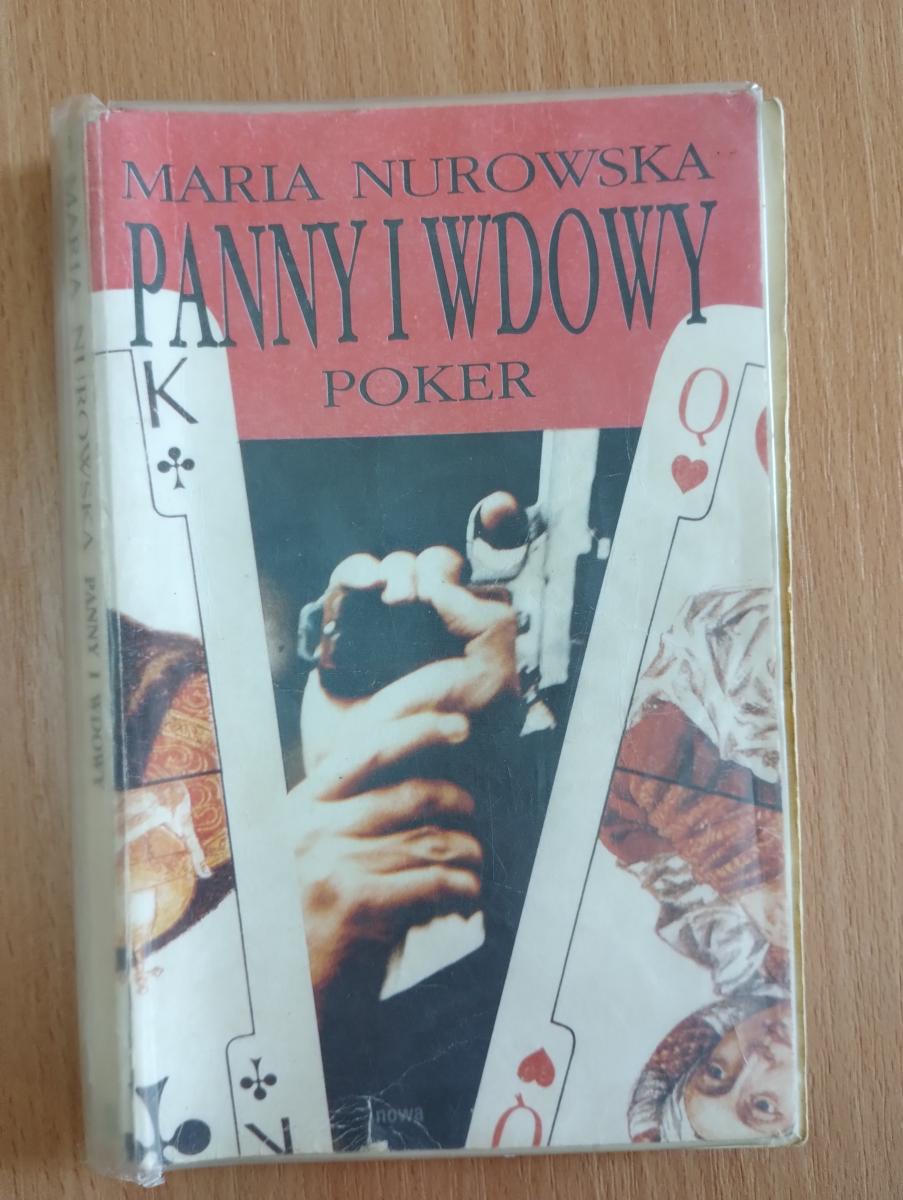 MARIA NUROWSKA
PANNY I WDOWY
POKER
K
Q
nowa
Q
K
MARIA NUROWSKA PANNY I WDOWY